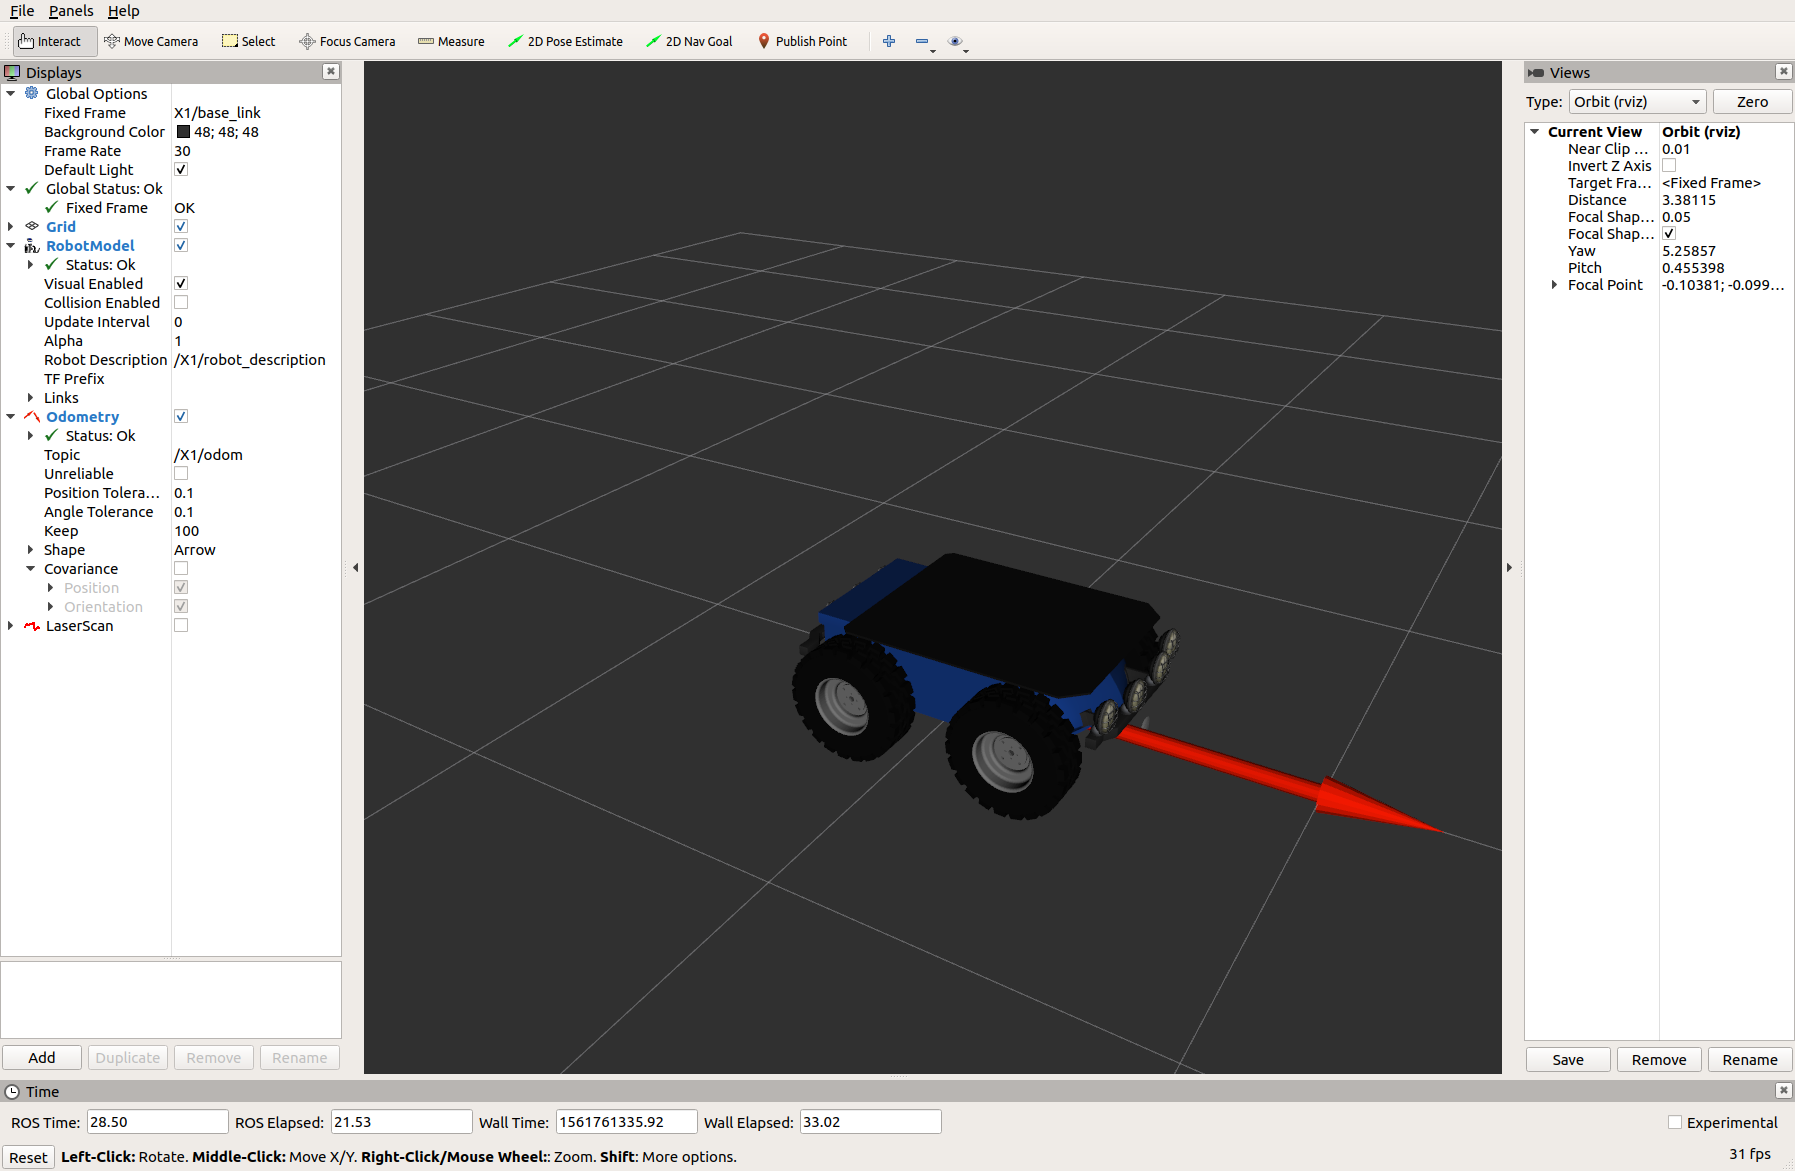 File Panels Help
Interact Move Camera Select Focus Camera Measure 2D Pose Estimate 2D Nav Goal Publish Point
Displays
Global Options
Fixed Frame X1/base_link
Background Color 48; 48; 48
Frame Rate 30
Default Light
Global Status: Ok
Fixed Frame OK
Grid
RobotModel
Status: Ok
Visual Enabled
Collision Enabled
Update Interval 0
Alpha 1
Robot Description /X1/robot_description
TF Prefix
Links
Odometry
Status: Ok
Topic /X1/odom
Unreliable
Position Tolera... 0.1
Angle Tolerance 0.1
Keep 100
Shape Arrow
Covariance
Position
Orientation
LaserScan
Add Duplicate Remove Rename
Views
Type: Orbit (rviz) Zero
Current View Orbit (rviz)
Near Clip ... 0.01
Invert Z Axis
Target Fra... <Fixed Frame>
Distance 3.38115
Focal Shap... 0.05
Focal Shap...
Yaw 5.25857
Pitch 0.455398
Focal Point -0.10381; -0.099...
Save Remove Rename
Time
ROS Time: 28.50 ROS Elapsed: 21.53 Wall Time: 1561761335.92 Wall Elapsed: 33.02 Experimental
Reset Left-Click: Rotate. Middle-Click: Move X/Y. Right-Click/Mouse Wheel:: Zoom. Shift: More options. 31 fps